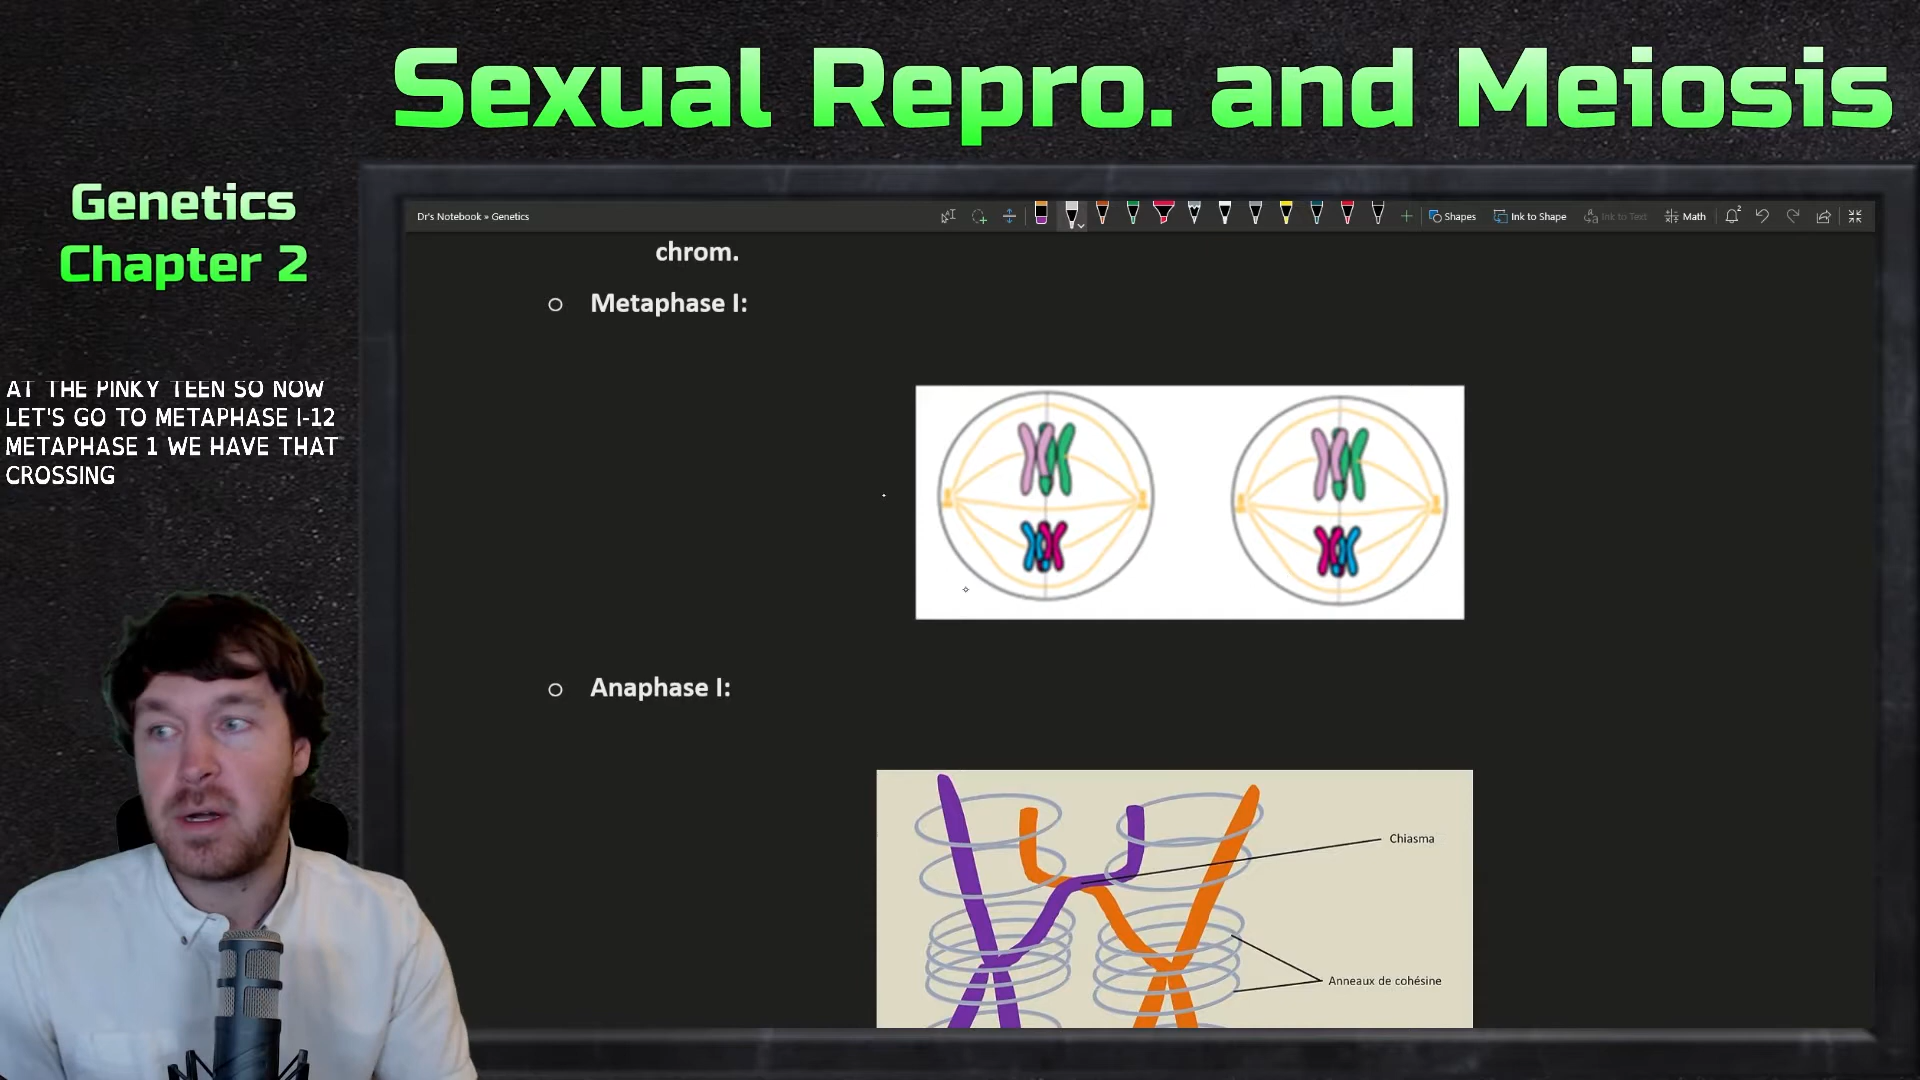 Sexual Repro. and Meiosis
Genetics
Chapter 2
AT THE PINKY TEEN SO NOW
LET'S GO TO METAPHASE I-12
METAPHASE 1 WE HAVE THAT
CROSSING
Dr's Notebook » Genetics
Shapes
Ink to Shape
Ink to Text
Math
2
chrom.
Metaphase I:
Anaphase I:
Chiasma
Anneaux de cohésine